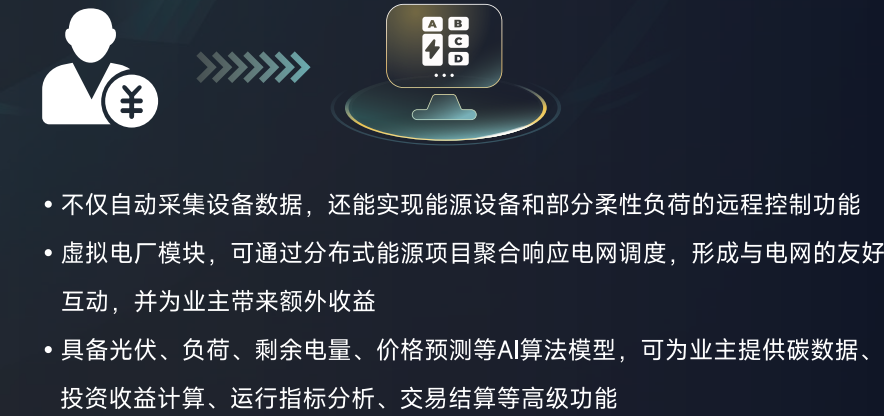 A B
C
D
...
¥
• 不仅自动采集设备数据，还能实现能源设备和部分柔性负荷的远程控制功能
• 虚拟电厂模块，可通过分布式能源项目聚合响应电网调度，形成与电网的友好
互动，并为业主带来额外收益
• 具备光伏、负荷、剩余电量、价格预测等AI算法模型，可为业主提供碳数据、
投资收益计算、运行指标分析、交易结算等高级功能